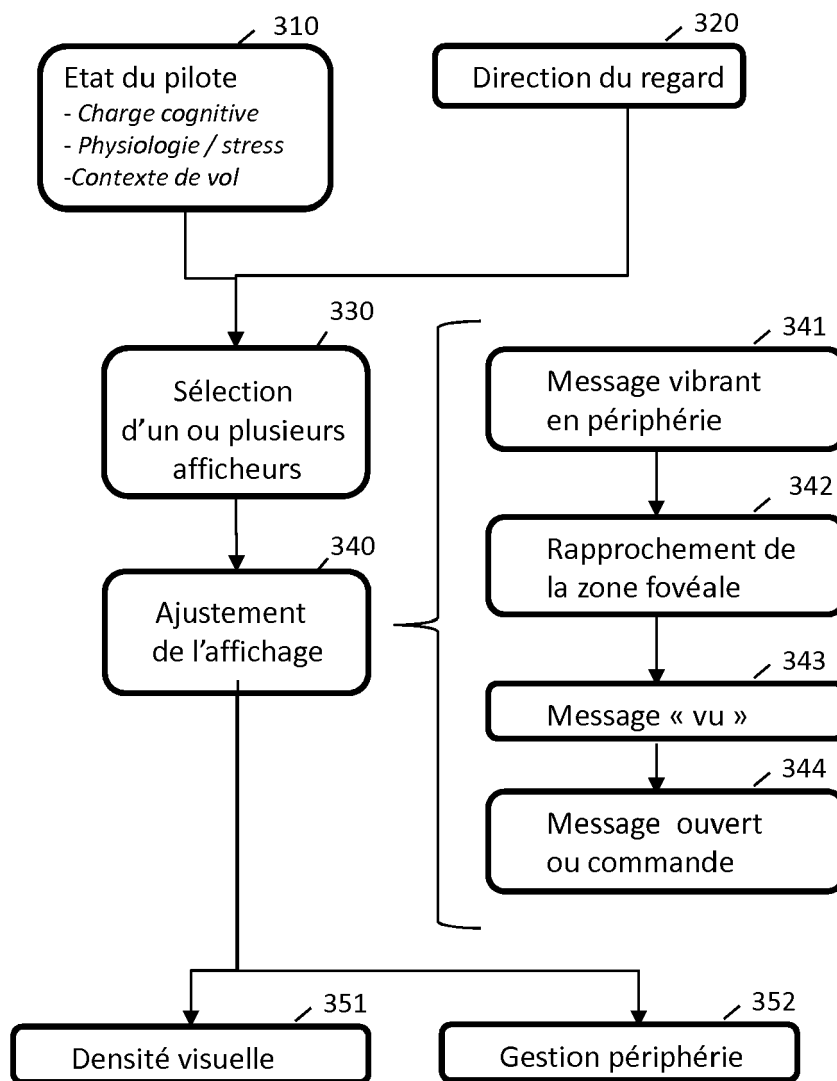 310
Etat du pilote
- Charge cognitive
- Physiologie / stress
-Contexte de vol
320
Direction du regard
330
Sélection
d'un ou plusieurs
afficheurs
340
Ajustement
de l'affichage
341
Message vibrant
en périphérie
342
Rapprochement de
la zone fovéale
343
Message « vu »
344
Message ouvert
ou commande
351
Densité visuelle
352
Gestion périphérie